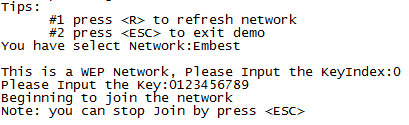 Tips:
#1 press <R> to refresh network
#2 press <ESC> to exit demo
You have select Network:Embest
This is a WEP Network, Please Input the KeyIndex:0
Please Input the Key:0123456789
Beginning to join the network
Note: you can stop Join by press <ESC>